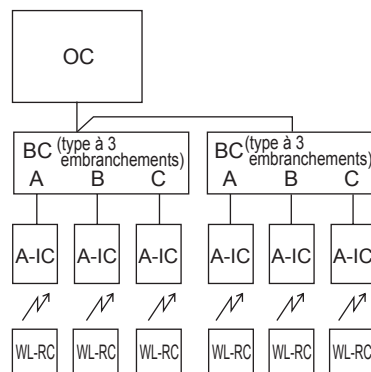 OC
BC (type à 3 embranchements)
A B C
BC (type à 3 embranchements)
A B C
A-IC A-IC A-IC A-IC A-IC A-IC
WL-RC WL-RC WL-RC WL-RC WL-RC WL-RC